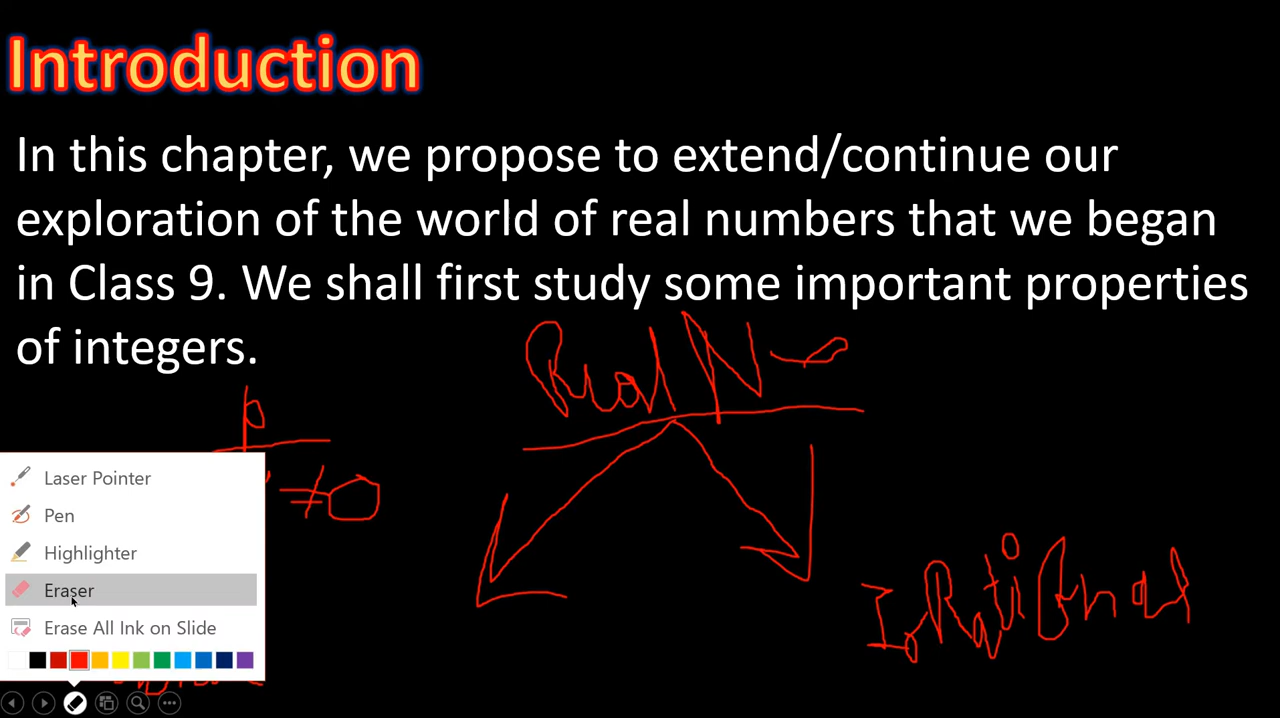 Introduction
In this chapter, we propose to extend/continue our
exploration of the world of real numbers that we began
in Class 9. We shall first study some important properties
of integers.
Real No
p
≠0
IrRational
Laser Pointer
Pen
Highlighter
Eraser
Erase All Ink on Slide